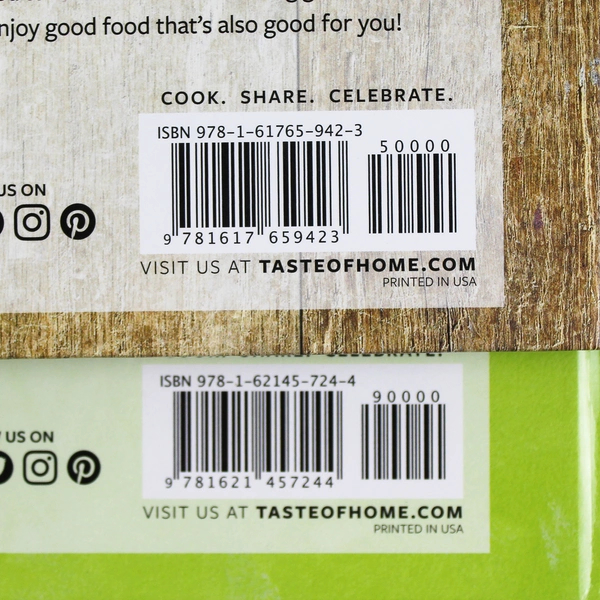 njoy good food that's also good for you!
COOK. SHARE. CELEBRATE.
ISBN 978-1-61765-942-3
50000
9 781617 659423
US ON
VISIT US AT TASTEOFHOME.COM
PRINTED IN USA
CELEBRATE.
ISBN 978-1-62145-724-4
90000
9 781621 457244
US ON
VISIT US AT TASTEOFHOME.COM
PRINTED IN USA